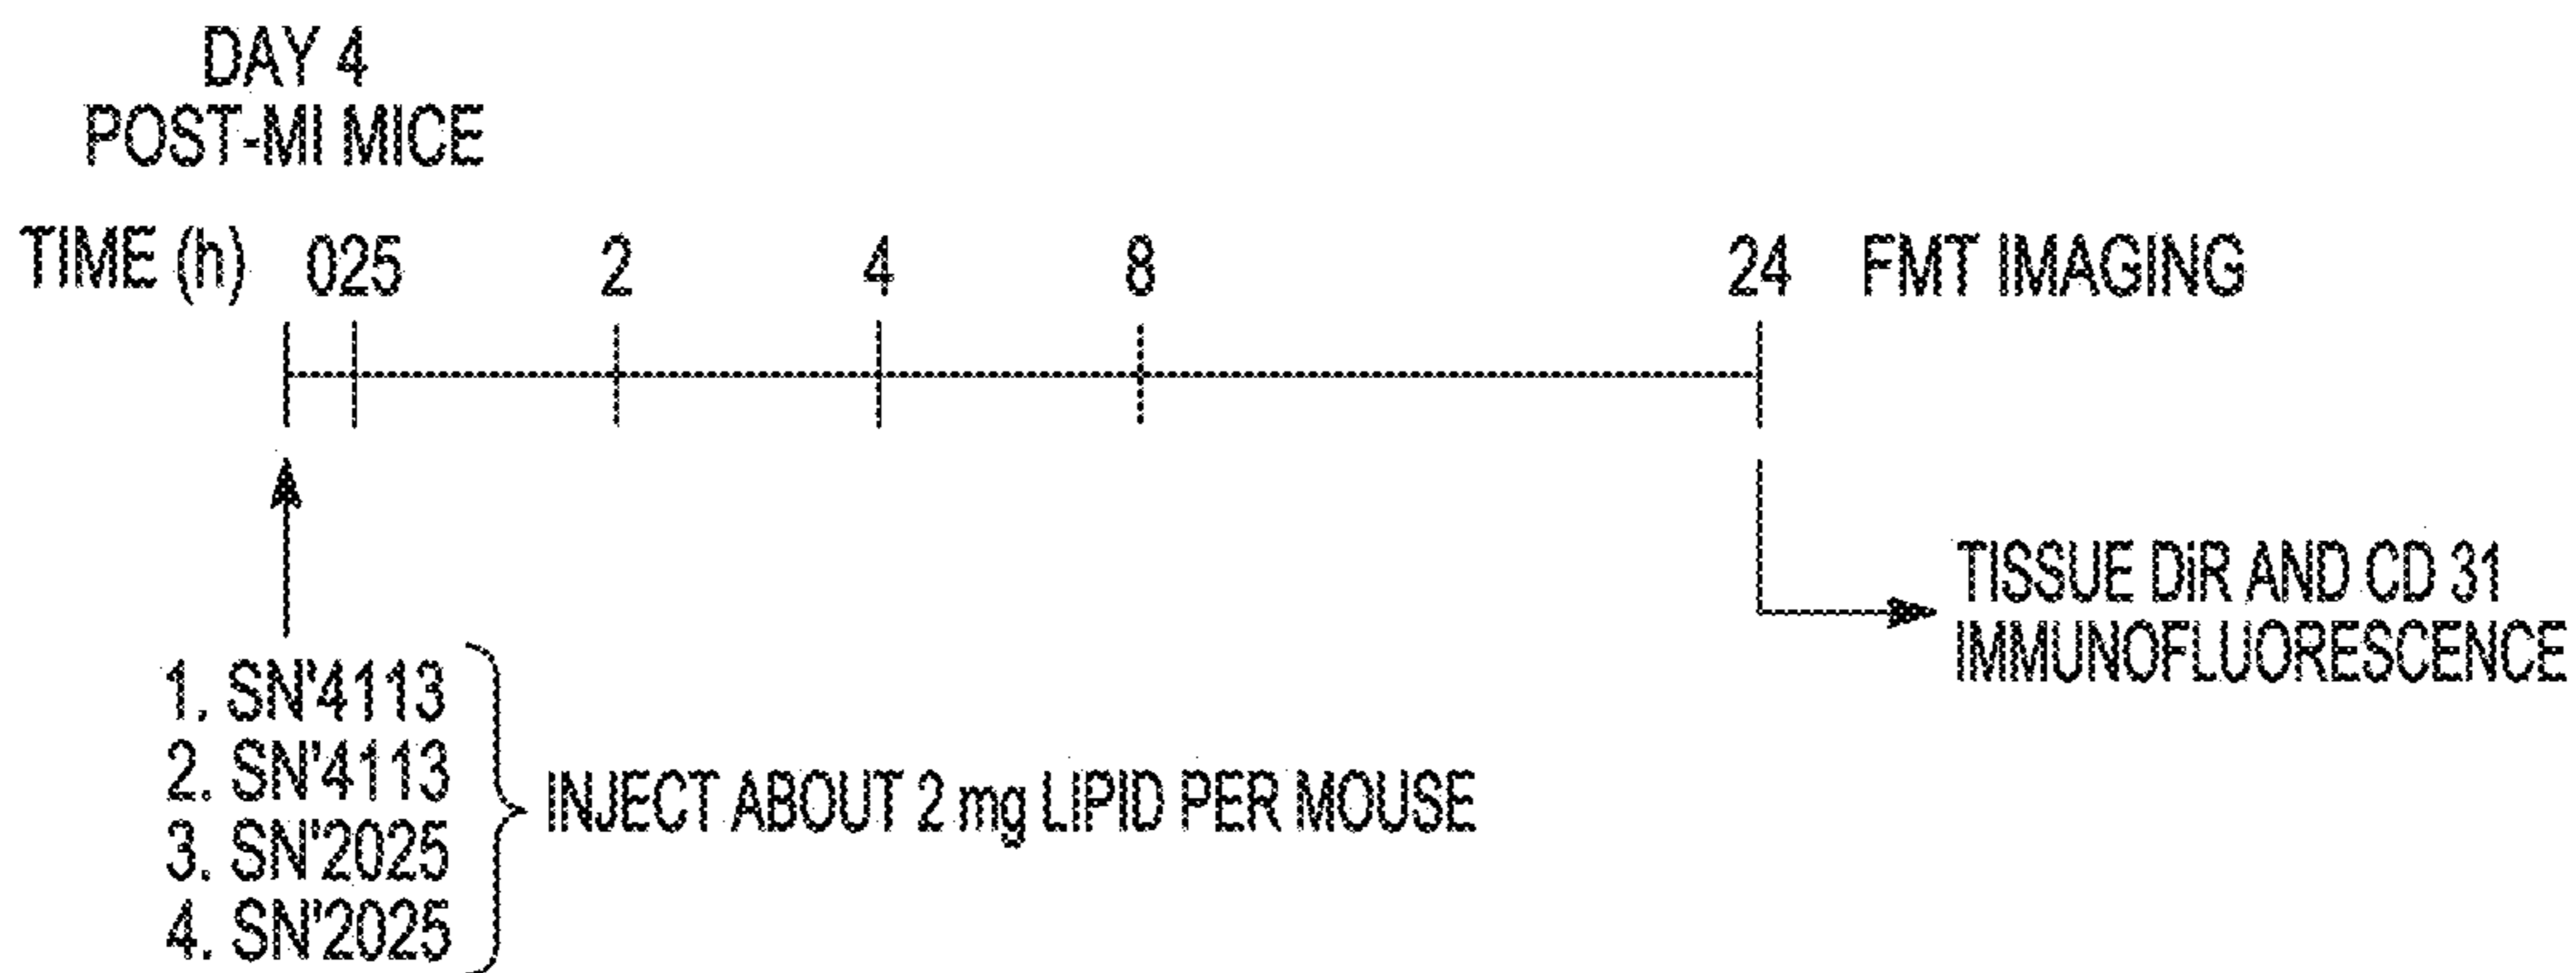 DAY 4
POST-MI MICE
TIME (h) 025 2 4 8 24 FMT IMAGING
TISSUE DiR AND CD 31
IMMUNOFLUORESCENCE
1. SN'4113
2. SN'4113
3. SN'2025
4. SN'2025
INJECT ABOUT 2 mg LIPID PER MOUSE